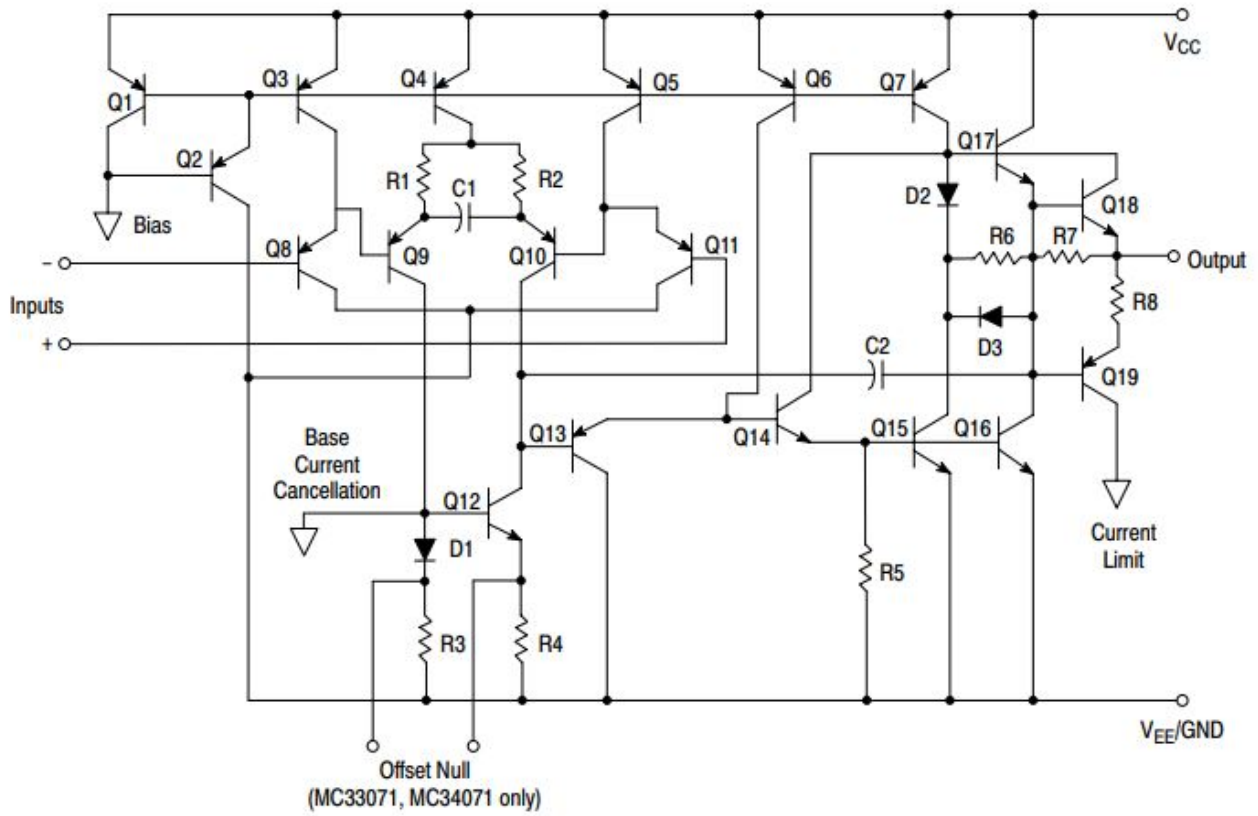 VCC
Q1
Q3
Q4
Q5
Q6
Q7
Q2
Q17
Bias
R1
C1
R2
D2
Q18
Q8
Q9
Q10
Q11
R6
R7
Output
− 
Inputs
+
R8
D3
C2
Q19
Base
Current
Cancellation
Q13
Q14
Q15
Q16
Q12
D1
Current
Limit
R5
R3
R4
VEE/GND
Offset Null
(MC33071, MC34071 only)